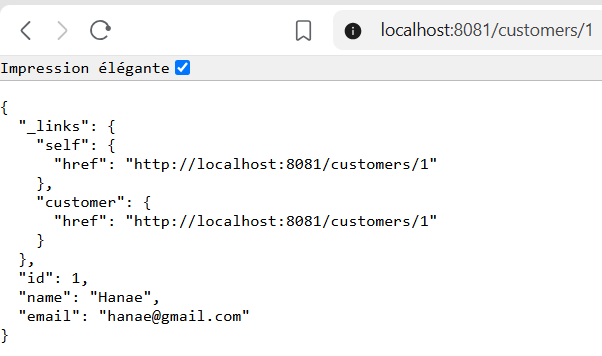 localhost:8081/customers/1
Impression élégante
{
  "_links": {
    "self": {
      "href": "http://localhost:8081/customers/1"
    },
    "customer": {
      "href": "http://localhost:8081/customers/1"
    }
  },
  "id": 1,
  "name": "Hanae",
  "email": "hanae@gmail.com"
}